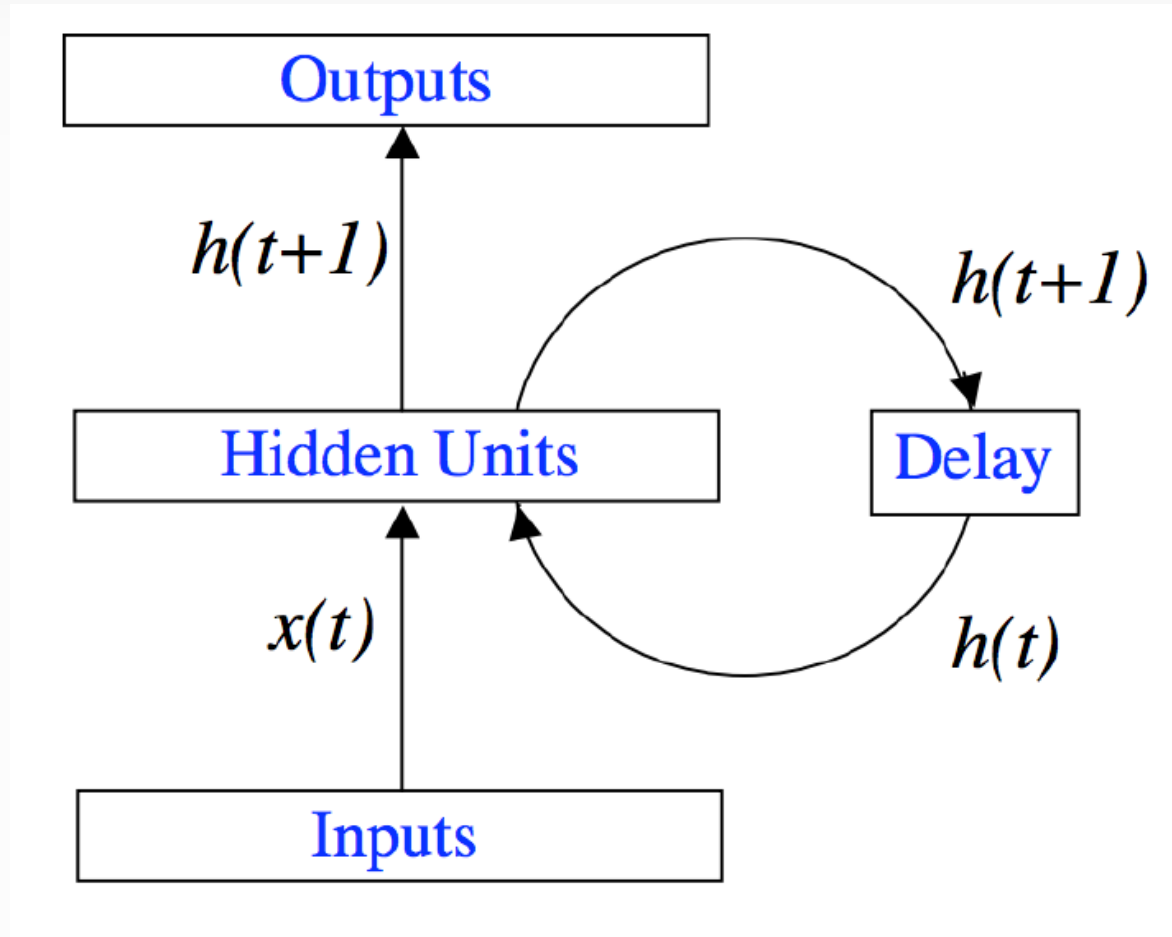 Outputs
h(t+1)
h(t+1)
Hidden Units
Delay
x(t)
h(t)
Inputs